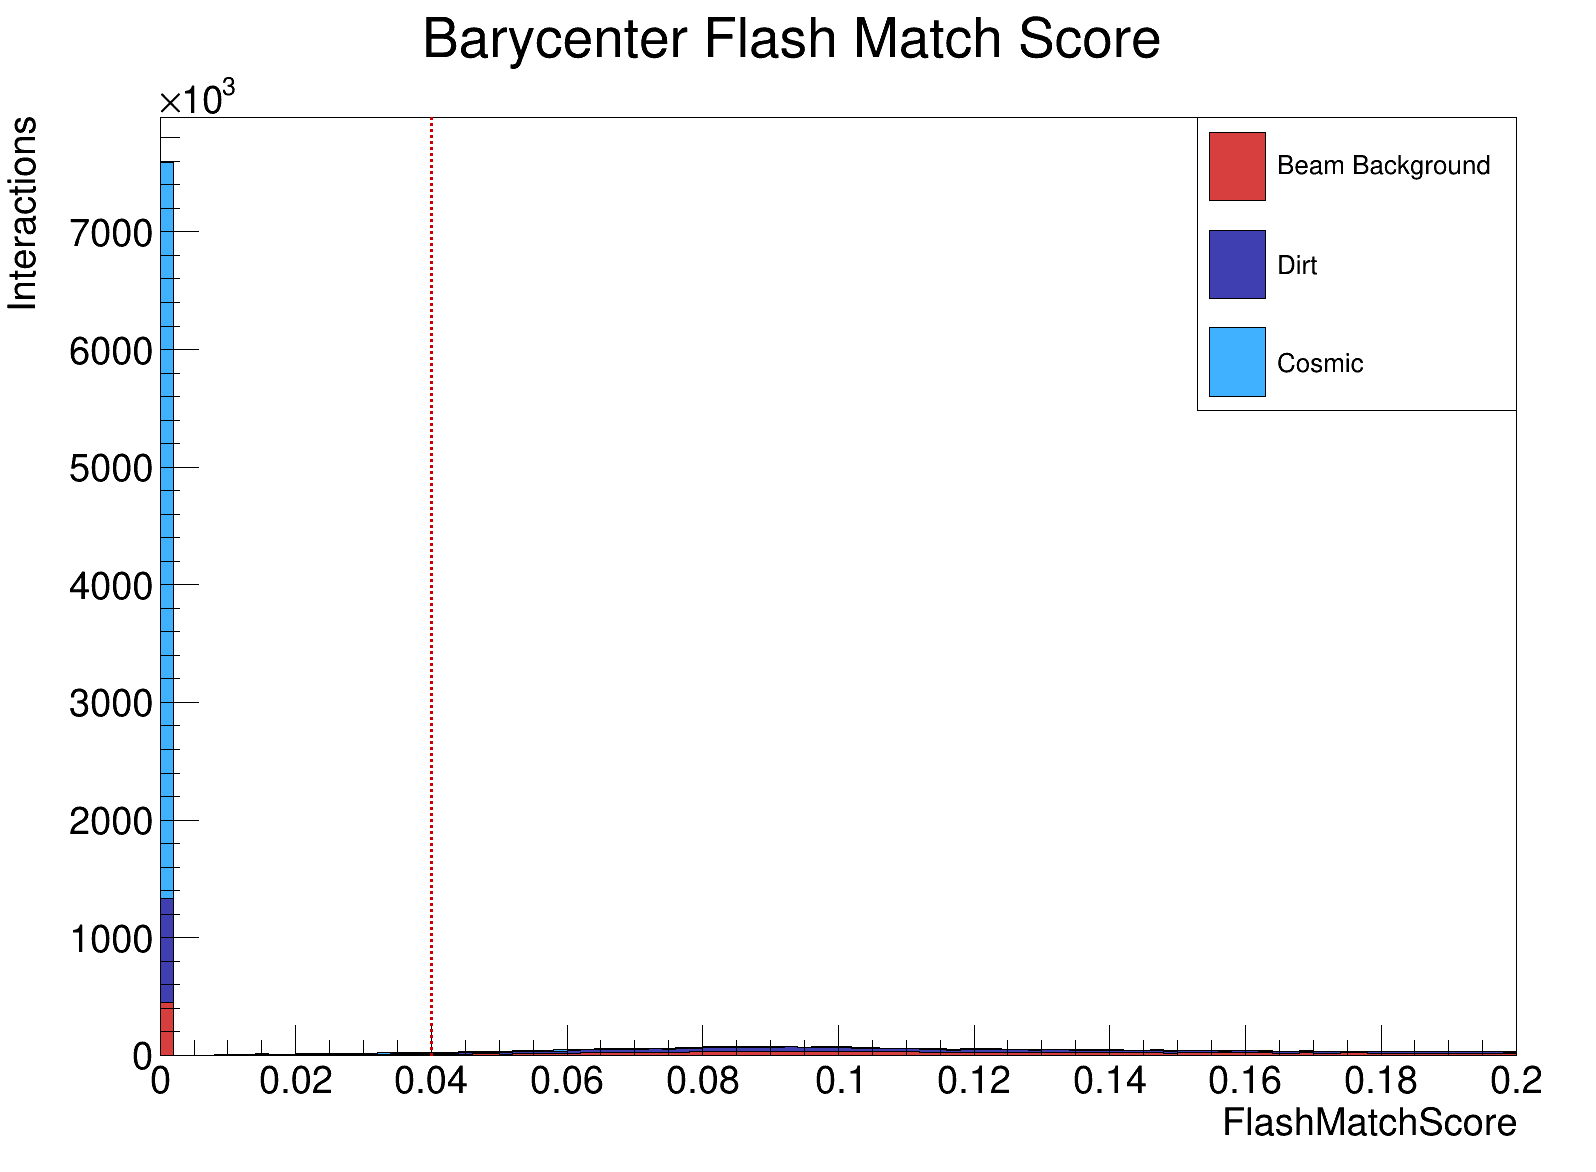 Barycenter Flash Match Score
×10³
Interactions
7000
6000
5000
4000
3000
2000
1000
0
Beam Background
Dirt
Cosmic
0 0.02 0.04 0.06 0.08 0.1 0.12 0.14 0.16 0.18 0.2
FlashMatchScore